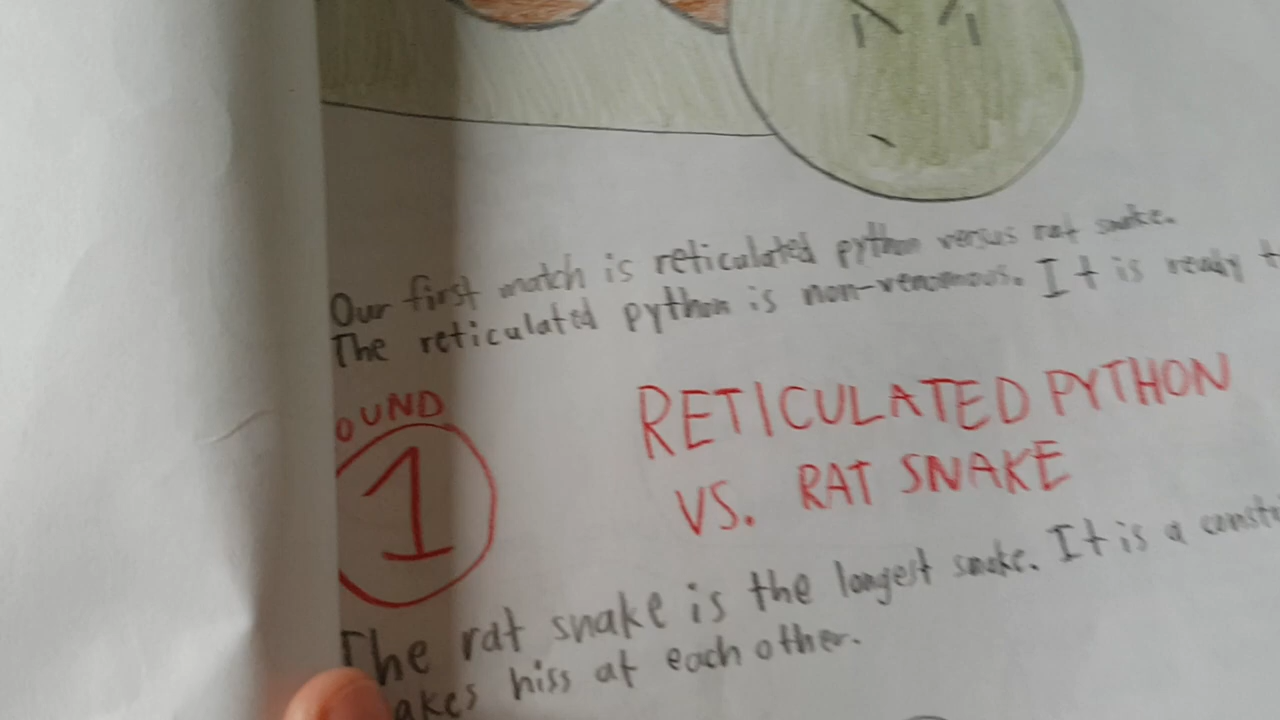 Our first match is reticulated python versus rat snake.
The reticulated python is non-venomous. It is ready
OUND
1
RETICULATED PYTHON
VS. RAT SNAKE
The rat snake is the longest snake. It is a consti
akes hiss at each other.